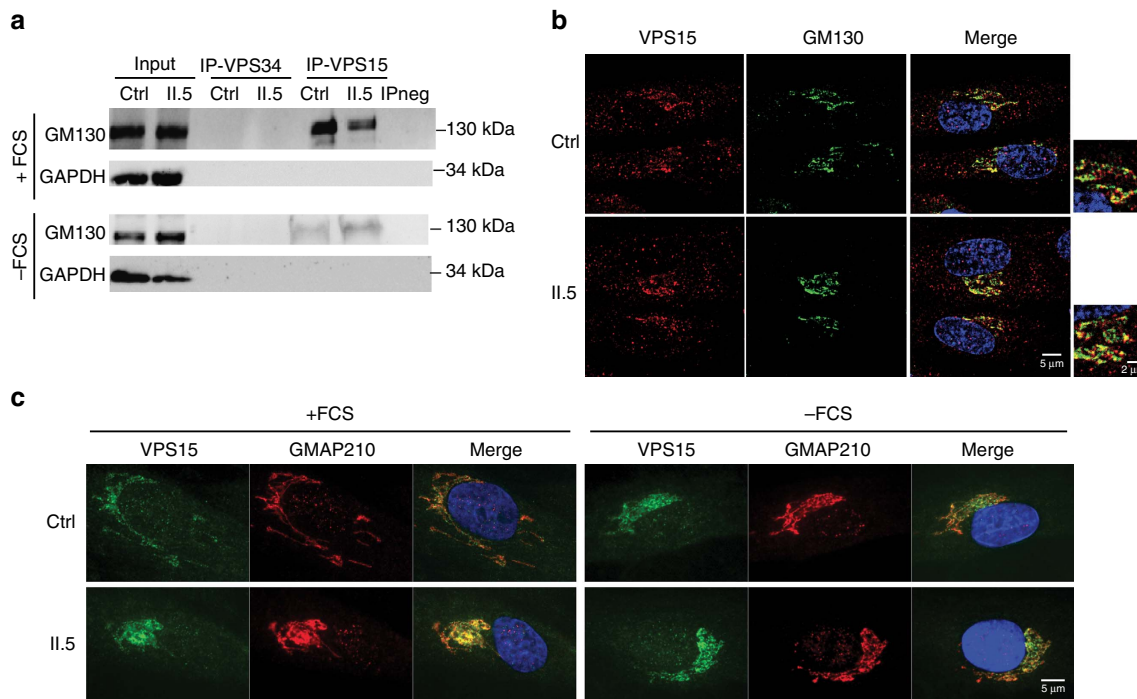 a
Input IP-VPS34 IP-VPS15
Ctrl II.5 Ctrl II.5 Ctrl II.5 IPneg
+ FCS
GM130 –130 kDa
GAPDH –34 kDa
–FCS
GM130 – 130 kDa
GAPDH – 34 kDa
b
VPS15 GM130 Merge
Ctrl
II.5
5 µm
c
+FCS –FCS
VPS15 GMAP210 Merge VPS15 GMAP210 Merge
Ctrl
II.5
5 µm